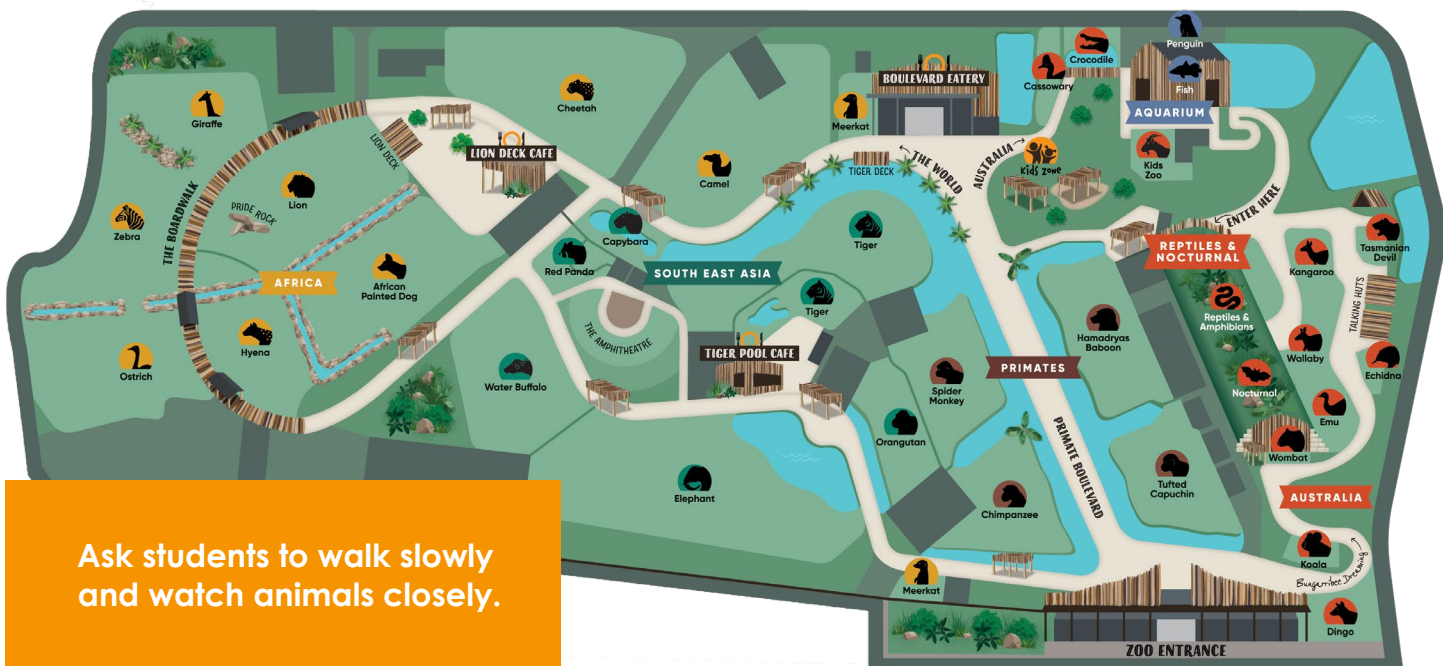 Penguin
Fish
AQUARIUM
Crocodile
Cassowary
BOULEVARD EATERY
Meerkat
Cheetah
Giraffe
LION DECK
LION DECK CAFE
Kids
Zoo
Kids zone
AUSTRALIA
THE WORLD
TIGER DECK
Camel
Lion
PRIDE ROCK
THE BOARDWALK
Zebra
ENTER HERE
REPTILES &
NOCTURNAL
Kangaroo
Tasmanian
Devil
Capybara
Tiger
Red Panda
SOUTH EAST ASIA
AFRICA
African
Painted Dog
Reptiles &
Amphibians
TALKING HUTS
Tiger
THE AMPHITHEATRE
Hyena
Ostrich
Water Buffalo
TIGER POOL CAFE
Hamadryas
Baboon
PRIMATES
Wallaby
Echidna
Spider
Monkey
Nocturnal
Emu
Orangutan
PRIMATE BOULEVARD
Wombat
Elephant
Tufted
Capuchin
AUSTRALIA
Chimpanzee
Koala
Bungarribee Dreaming
Meerkat
Dingo
ZOO ENTRANCE
Ask students to walk slowly
and watch animals closely.